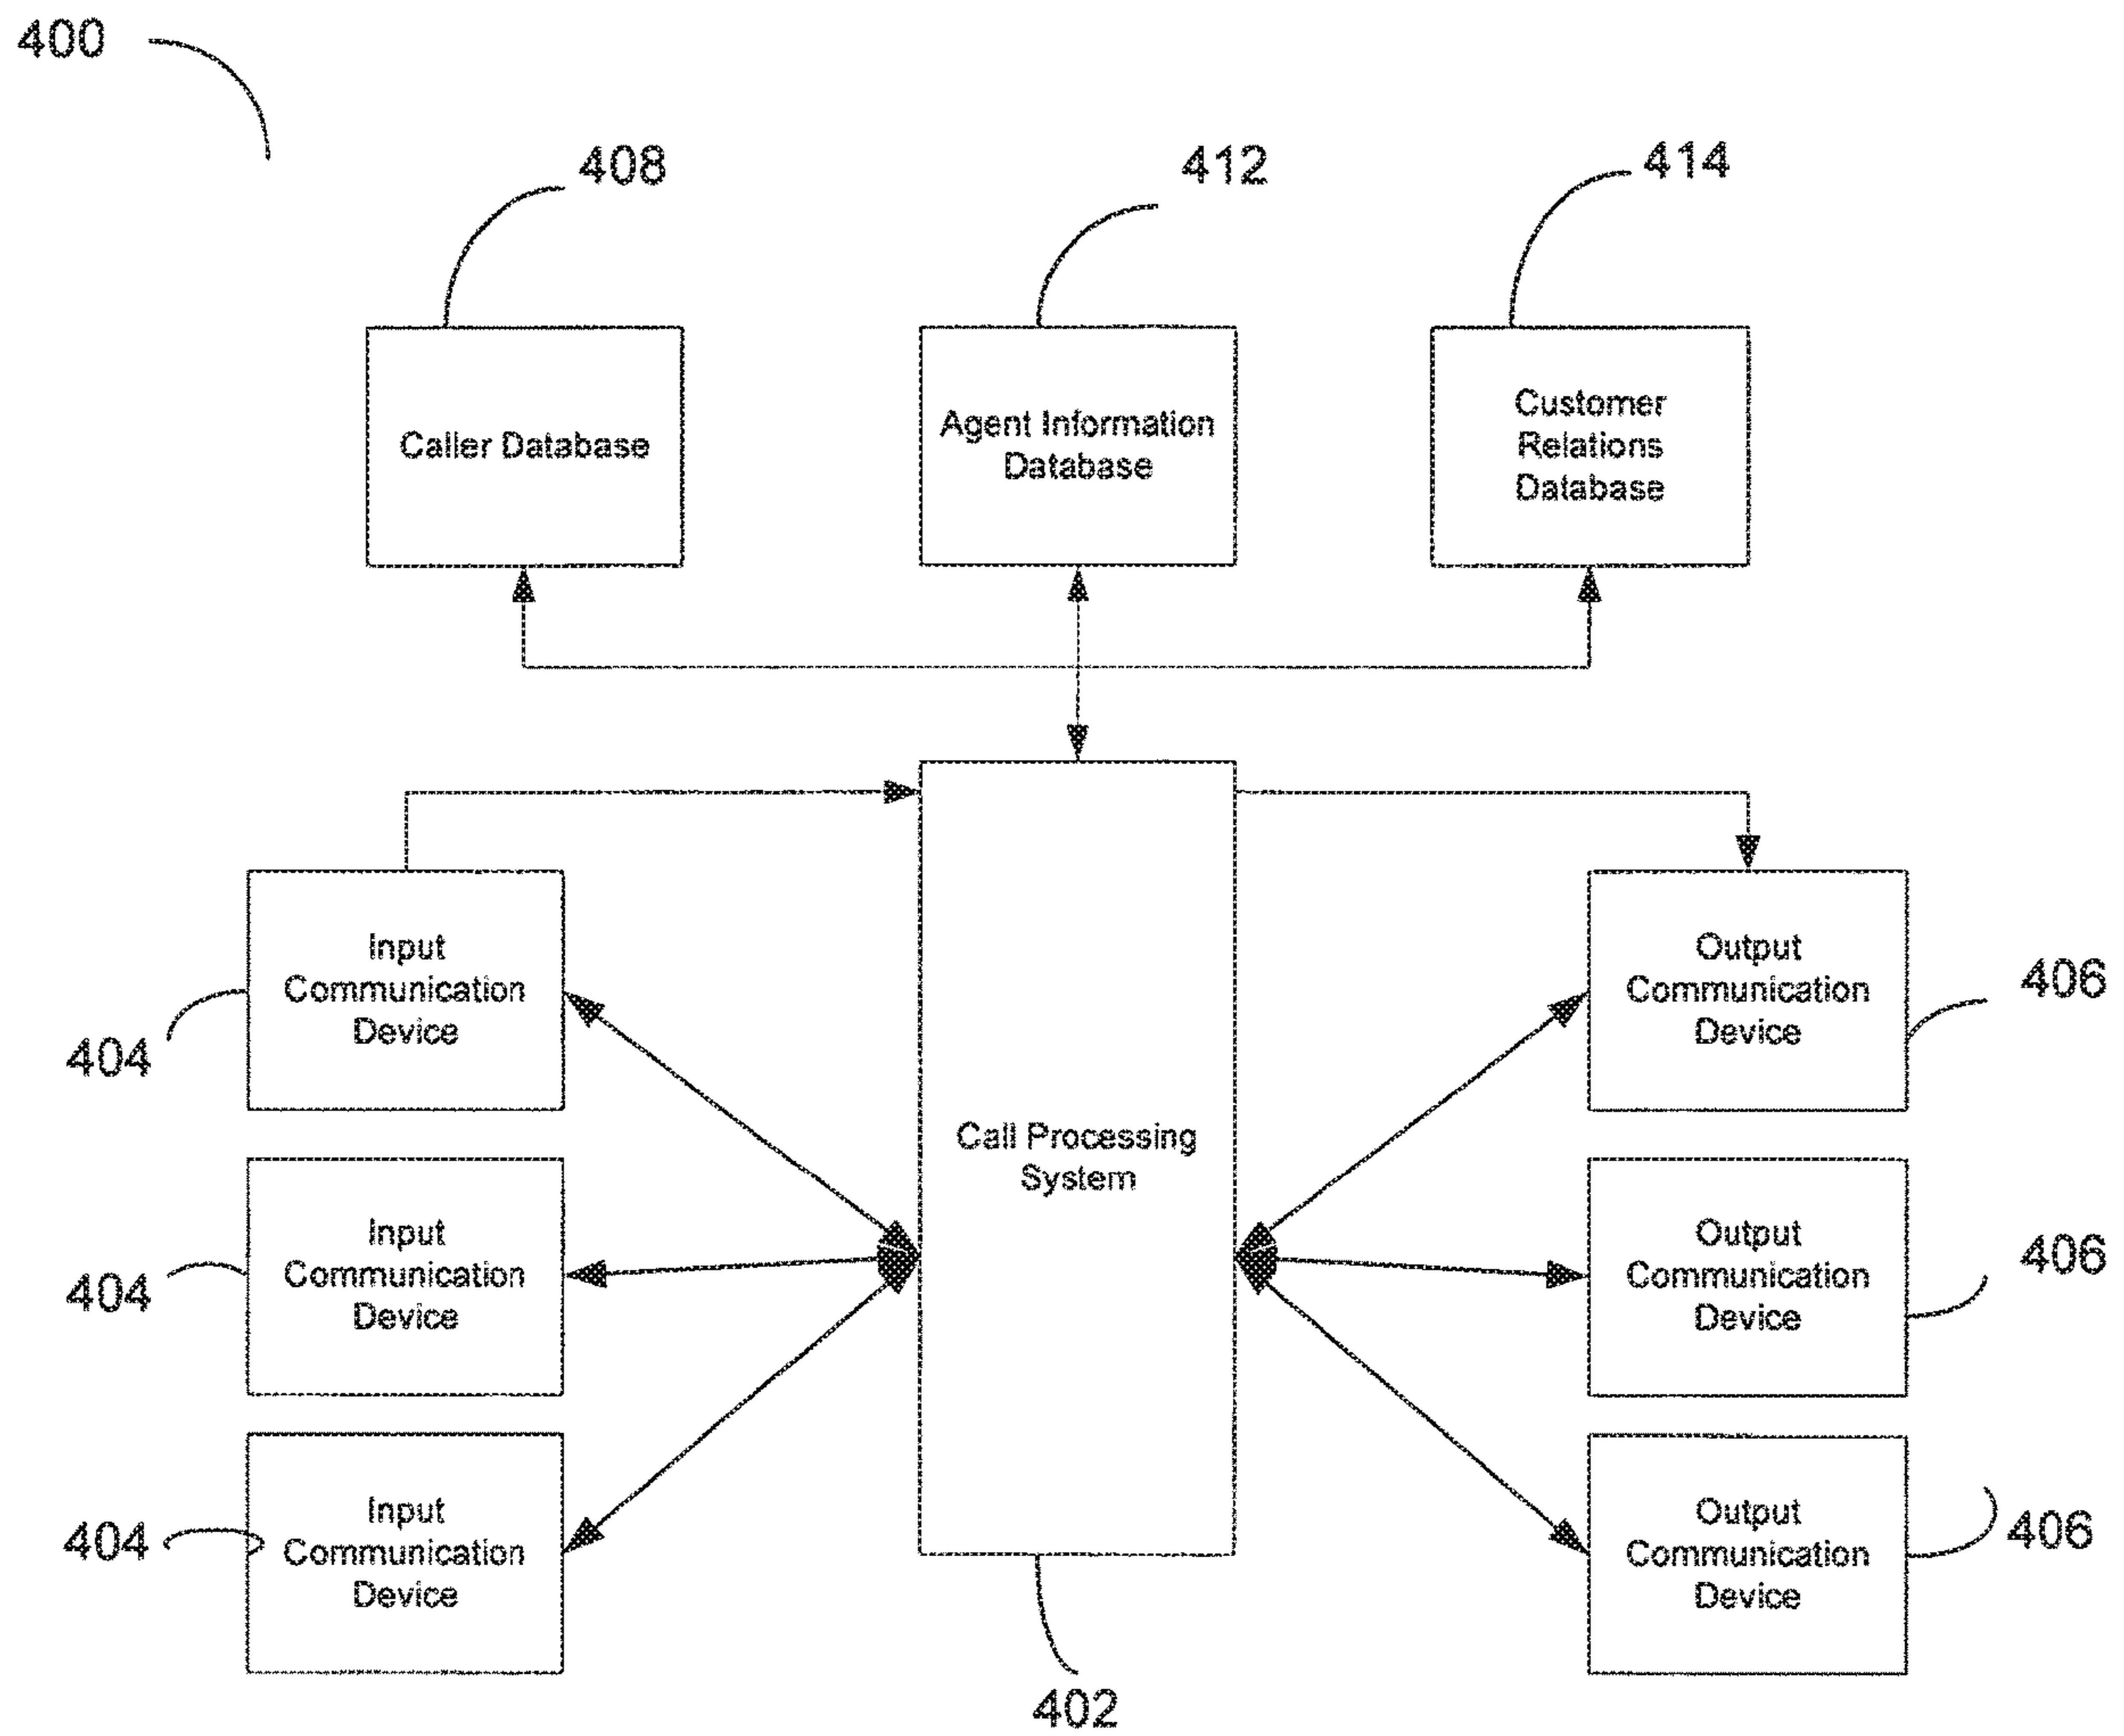 400
408
412
414
Caller Database
Agent Information
Database
Customer
Relations
Database
Input
Communication
Device
404
Input
Communication
Device
404
Input
Communication
Device
404
Call Processing
System
402
Output
Communication
Device
406
Output
Communication
Device
406
Output
Communication
Device
406